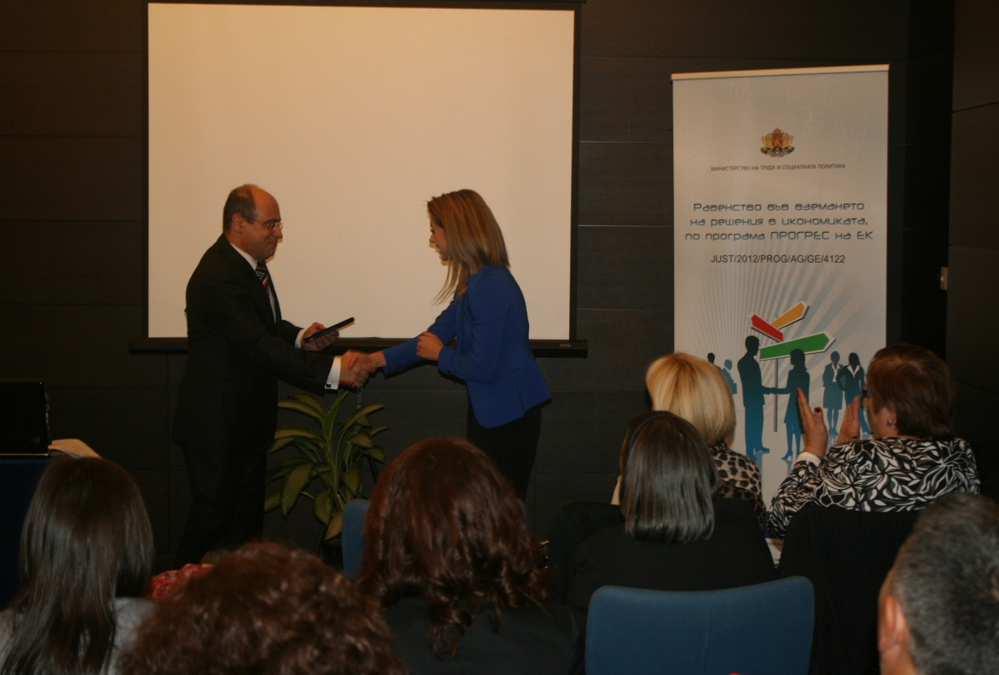 МИНИСТЕРСТВО НА ТРУДА И СОЦИАЛНАТА ПОЛИТИКА
Равенство във вземането
на решения в икономиката,
по програма ПРОГРЕС на ЕК
JUST/2012/PROG/AG/GE/4122